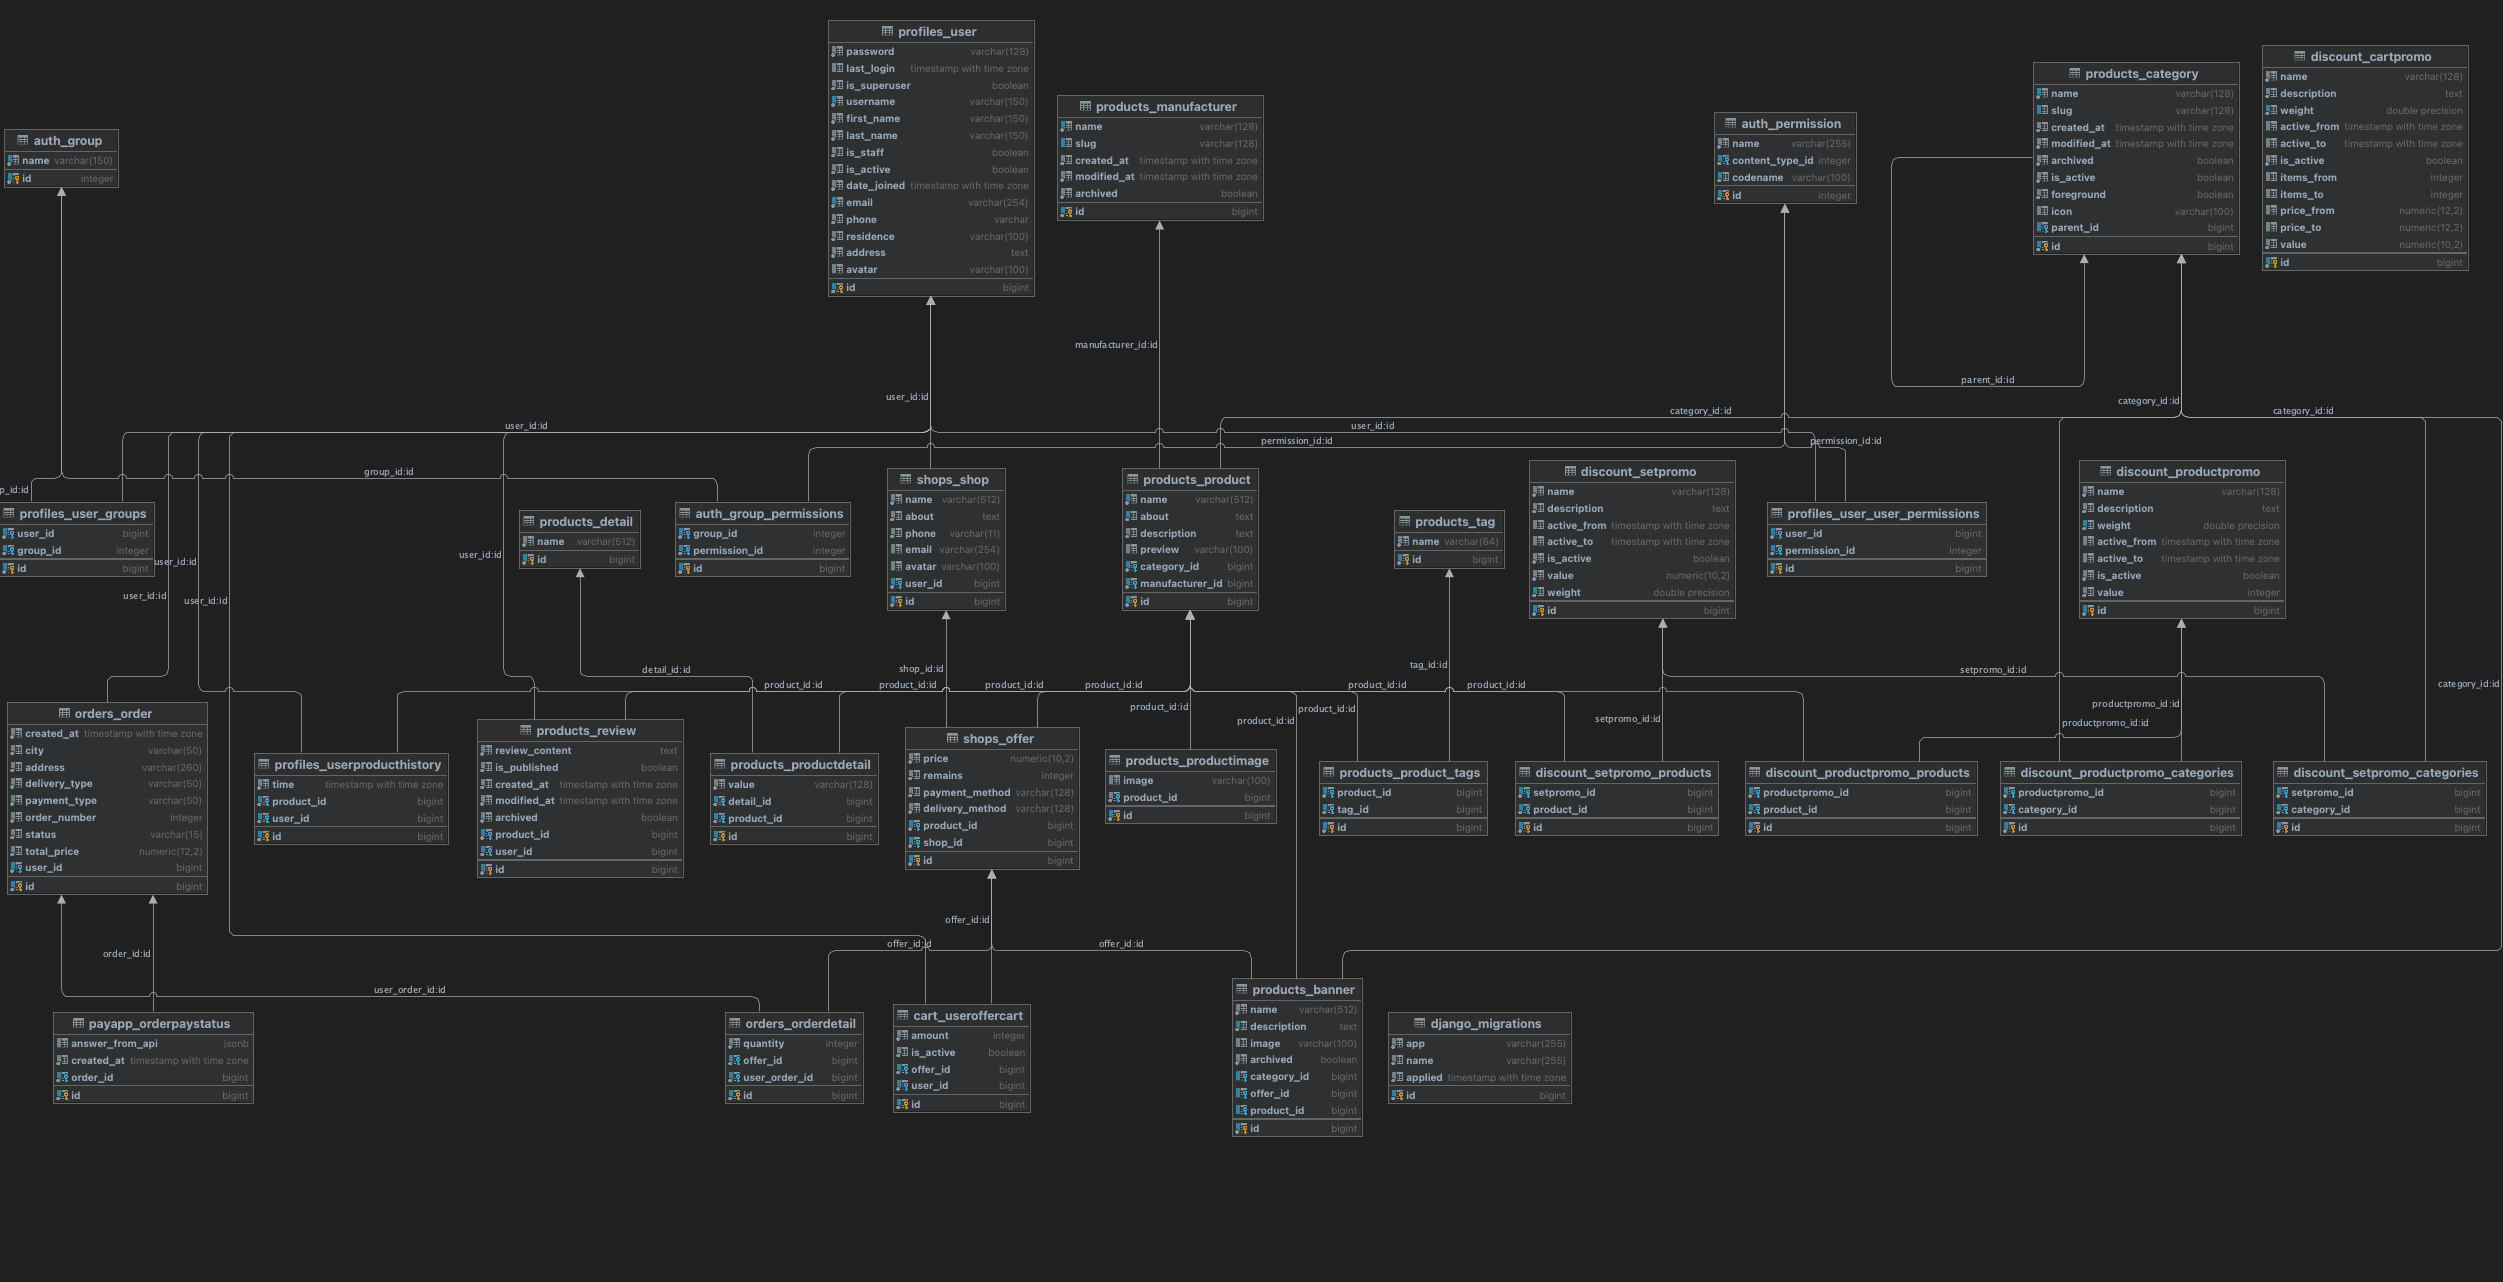 profiles_user
password varchar(128)
last_login timestamp with time zone
is_superuser boolean
username varchar(150)
first_name varchar(150)
last_name varchar(150)
is_staff boolean
is_active boolean
date_joined timestamp with time zone
email varchar(254)
phone varchar
residence varchar(100)
address text
avatar varchar(100)
id bigint
discount_cartpromo
name varchar(128)
description text
weight double precision
active_from timestamp with time zone
active_to timestamp with time zone
is_active boolean
items_from integer
items_to integer
price_from numeric(12,2)
price_to numeric(12,2)
value numeric(10,2)
id bigint
products_category
name varchar(128)
slug varchar(128)
created_at timestamp with time zone
modified_at timestamp with time zone
archived boolean
is_active boolean
foreground boolean
icon varchar(100)
parent_id bigint
id bigint
products_manufacturer
name varchar(128)
slug varchar(128)
created_at timestamp with time zone
modified_at timestamp with time zone
archived boolean
id bigint
auth_permission
name varchar(255)
content_type_id integer
codename varchar(100)
id integer
auth_group
name varchar(150)
id integer
manufacturer_id:id
parent_id:id
user_id:id
category_id:id
category_id:id
category_id:id
user_id:id
user_id:id
permission_id:id
permission_id:id
group_id:id
p_id:id
profiles_user_groups
user_id bigint
group_id integer
id bigint
products_detail
name varchar(512)
id bigint
auth_group_permissions
group_id integer
permission_id integer
id bigint
shops_shop
name varchar(512)
about text
phone varchar(11)
email varchar(254)
avatar varchar(100)
user_id bigint
id bigint
products_product
name varchar(512)
about text
description text
preview varchar(100)
category_id bigint
manufacturer_id bigint
id bigint
products_tag
name varchar(64)
id bigint
discount_setpromo
name varchar(128)
description text
active_from timestamp with time zone
active_to timestamp with time zone
is_active boolean
value numeric(10,2)
weight double precision
id bigint
profiles_user_user_permissions
user_id bigint
permission_id integer
id bigint
discount_productpromo
name varchar(128)
description text
weight double precision
active_from timestamp with time zone
active_to timestamp with time zone
is_active boolean
value integer
id bigint
user_id:id
user_id:id
user_id:id
user_id:id
detail_id:id
shop_id:id
tag_id:id
setpromo_id:id
product_id:id
product_id:id
product_id:id
product_id:id
product_id:id
product_id:id
category_id:id
product_id:id
product_id:id
product_id:id
setpromo_id:id
productpromo_id:id
productpromo_id:id
orders_order
created_at timestamp with time zone
city varchar(50)
address varchar(260)
delivery_type varchar(50)
payment_type varchar(50)
order_number integer
status varchar(15)
total_price numeric(12,2)
user_id bigint
id bigint
profiles_userproducthistory
time timestamp with time zone
product_id bigint
user_id bigint
id bigint
products_review
review_content text
is_published boolean
created_at timestamp with time zone
modified_at timestamp with time zone
archived boolean
product_id bigint
user_id bigint
id bigint
products_productdetail
value varchar(128)
detail_id bigint
product_id bigint
id bigint
shops_offer
price numeric(10,2)
remains integer
payment_method varchar(128)
delivery_method varchar(128)
product_id bigint
shop_id bigint
id bigint
products_productimage
image varchar(100)
product_id bigint
id bigint
products_product_tags
product_id bigint
tag_id bigint
id bigint
discount_setpromo_products
setpromo_id bigint
product_id bigint
id bigint
discount_productpromo_products
productpromo_id bigint
product_id bigint
id bigint
discount_productpromo_categories
productpromo_id bigint
category_id bigint
id bigint
discount_setpromo_categories
setpromo_id bigint
category_id bigint
id bigint
offer_id:id
offer_id:id
offer_id:id
order_id:id
user_order_id:id
payapp_orderpaystatus
answer_from_api jsonb
created_at timestamp with time zone
order_id bigint
id bigint
orders_orderdetail
quantity integer
offer_id bigint
user_order_id bigint
id bigint
cart_useroffercart
amount integer
is_active boolean
offer_id bigint
user_id bigint
id bigint
products_banner
name varchar(512)
description text
image varchar(100)
archived boolean
category_id bigint
offer_id bigint
product_id bigint
id bigint
django_migrations
app varchar(255)
name varchar(255)
applied timestamp with time zone
id bigint